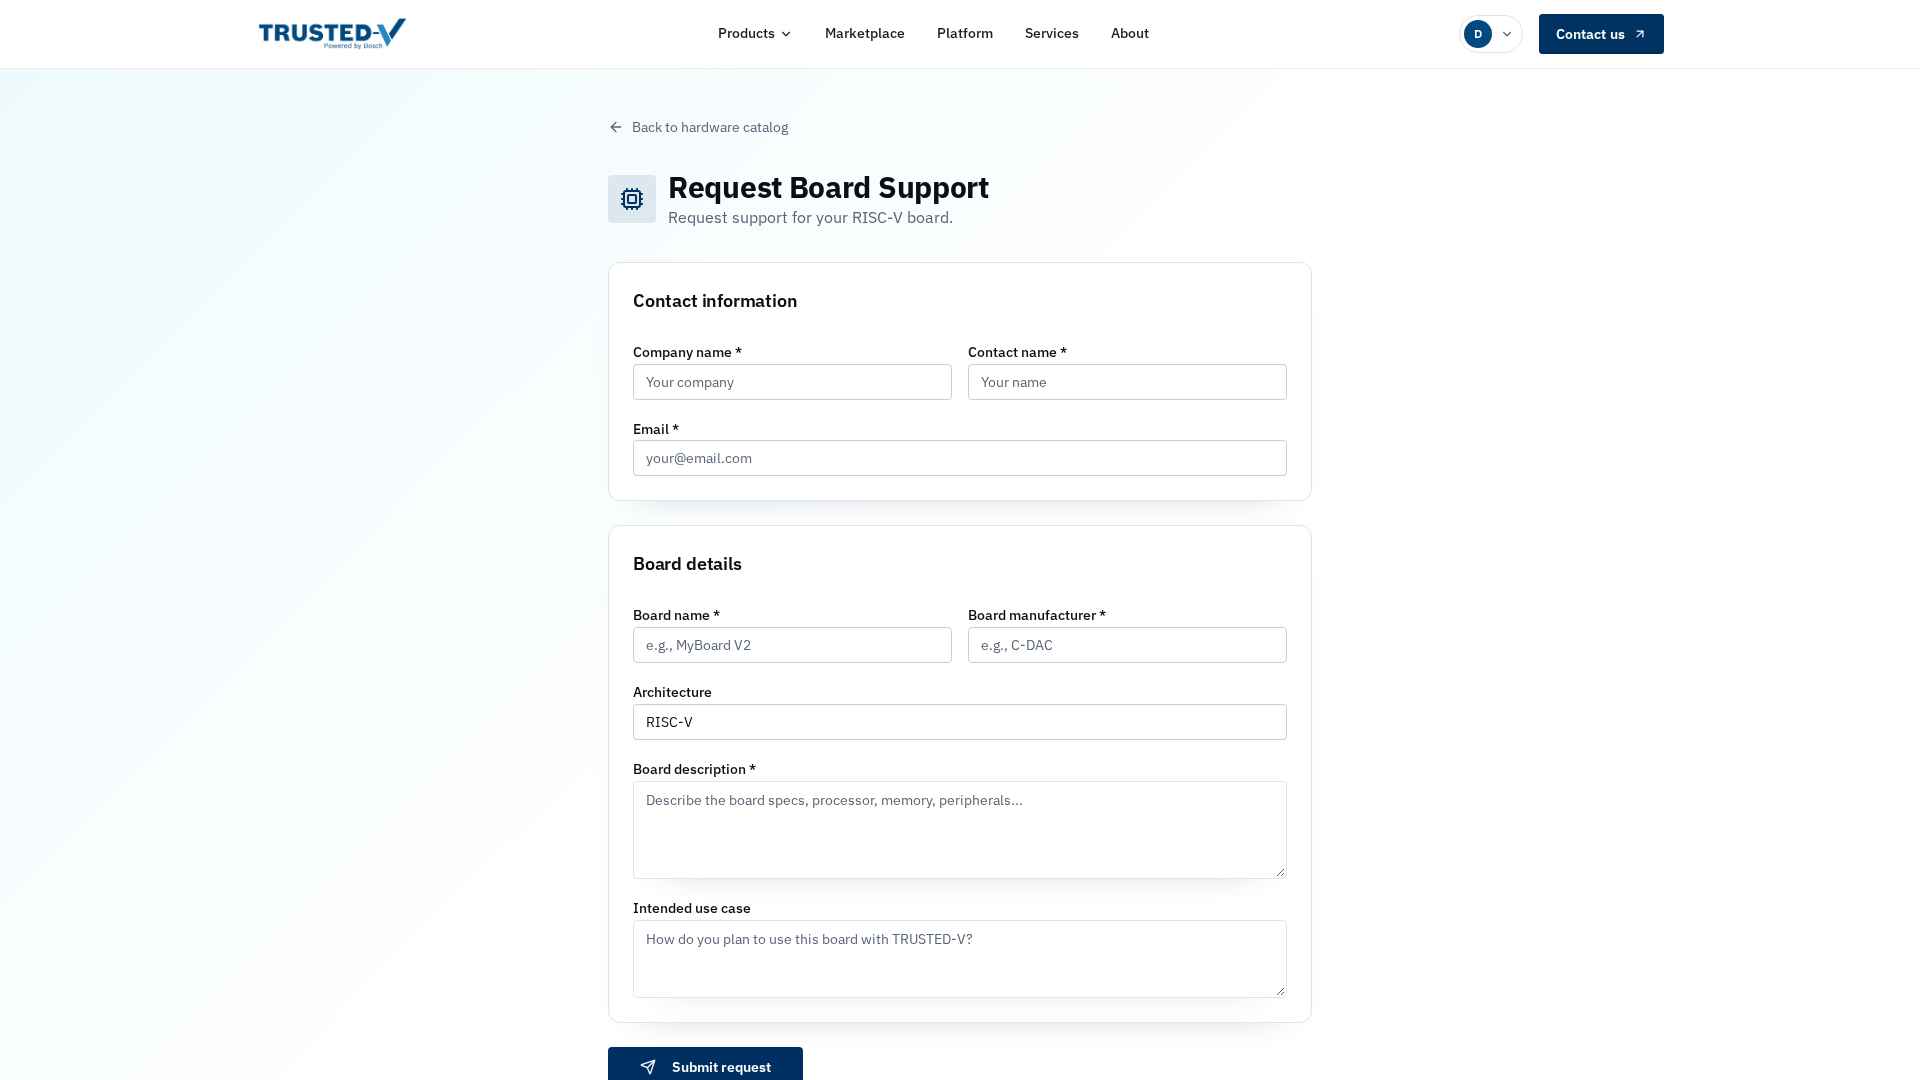 TRUSTED-V
Powered by Bosch
Products
Marketplace
Platform
Services
About
D
Contact us
Back to hardware catalog
Request Board Support
Request support for your RISC-V board.
Contact information
Company name *
Contact name *
Your company
Your name
Email *
your@email.com
Board details
Board name *
Board manufacturer *
e.g., MyBoard V2
e.g., C-DAC
Architecture
RISC-V
Board description *
Describe the board specs, processor, memory, peripherals...
Intended use case
How do you plan to use this board with TRUSTED-V?
Submit request